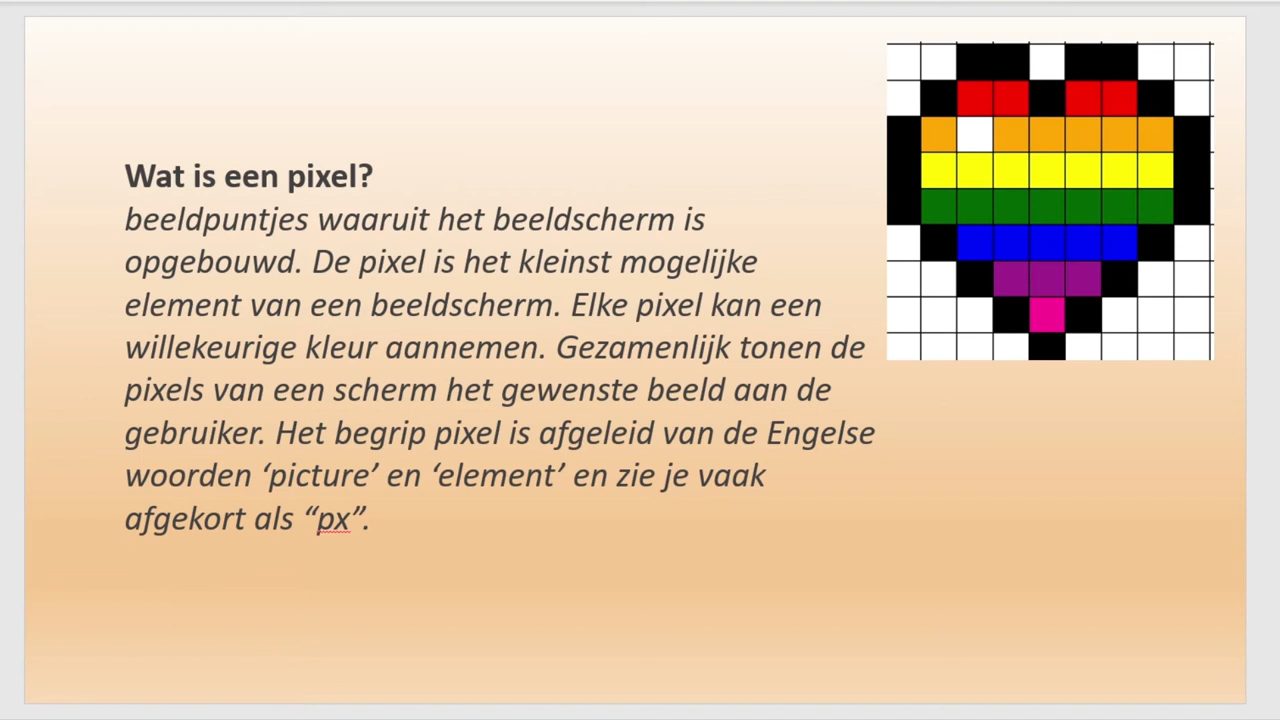 Wat is een pixel?
beeldpuntjes waaruit het beeldscherm is
opgebouwd. De pixel is het kleinst mogelijke
element van een beeldscherm. Elke pixel kan een
willekeurige kleur aannemen. Gezamenlijk tonen de
pixels van een scherm het gewenste beeld aan de
gebruiker. Het begrip pixel is afgeleid van de Engelse
woorden ‘picture’ en ‘element’ en zie je vaak
afgekort als “px”.